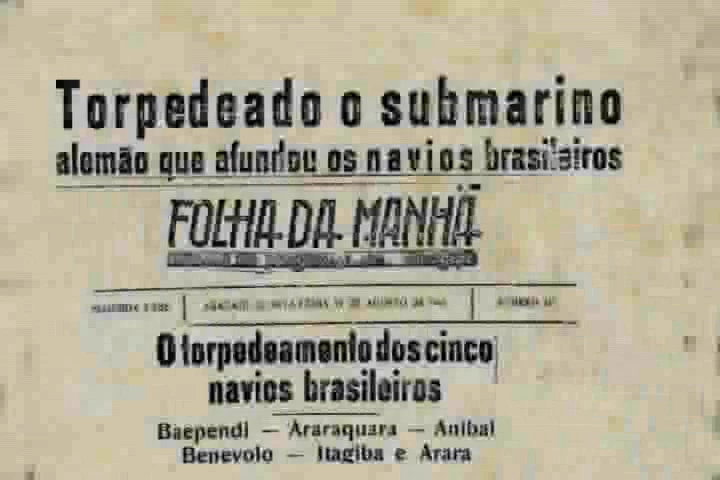 Torpedeado o submarino
alemão que afundou os navios brasileiros
FOLHA DA MANHÃ
O torpedeamento dos cinco
navios brasileiros
Baependi — Araraquara — Anibal
Benevolo — Itagiba e Arara